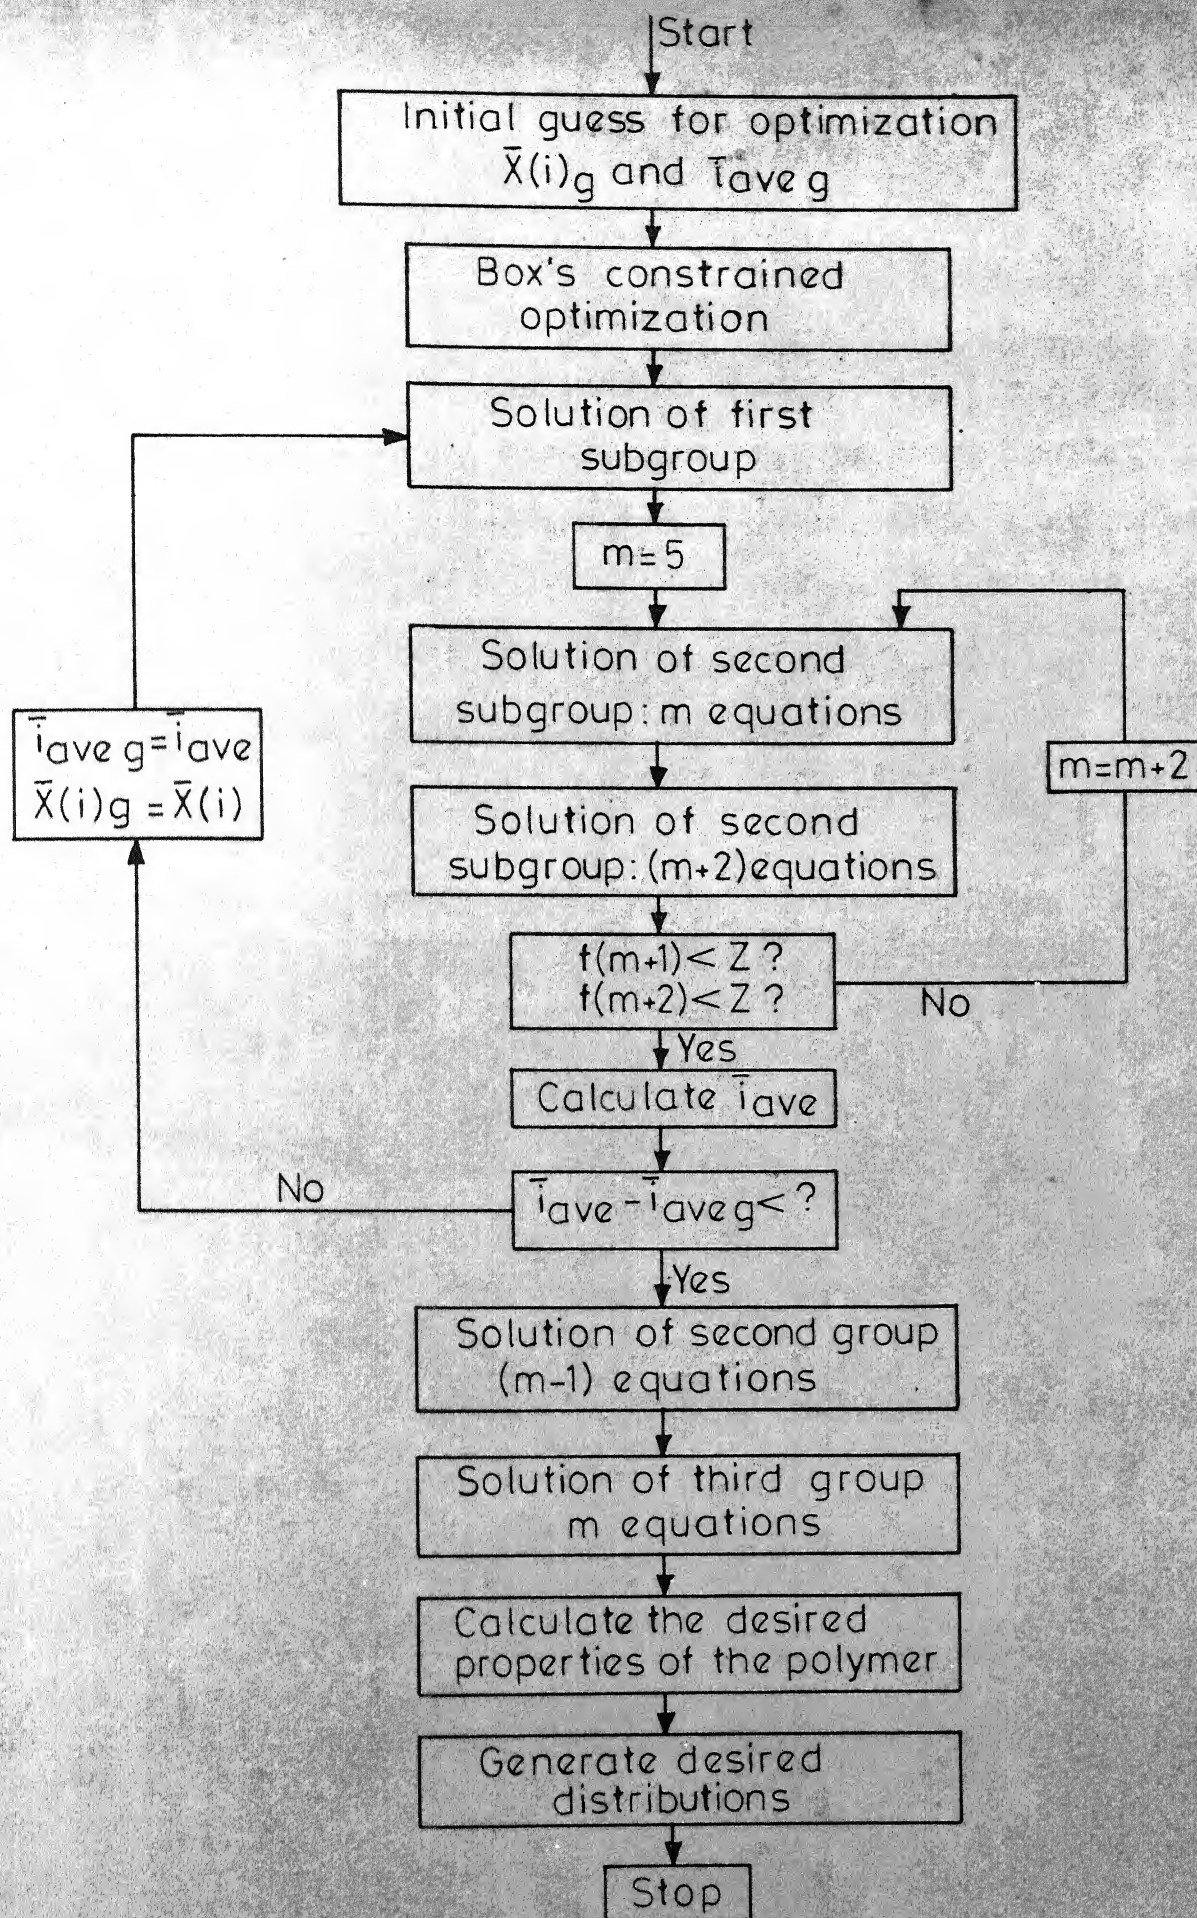 Start
Initial guess for optimization
X̄(i)g and īave g
Box's constrained
optimization
Solution of first
subgroup
m=5
Solution of second
subgroup: m equations
īave g = īave
X̄(i)g = X̄(i)
m=m+2
Solution of second
subgroup: (m+2) equations
f(m+1) < Z ?
f(m+2) < Z ?
No
Yes
Calculate īave
No
īave - īave g < ?
Yes
Solution of second group
(m-1) equations
Solution of third group
m equations
Calculate the desired
properties of the polymer
Generate desired
distributions
Stop